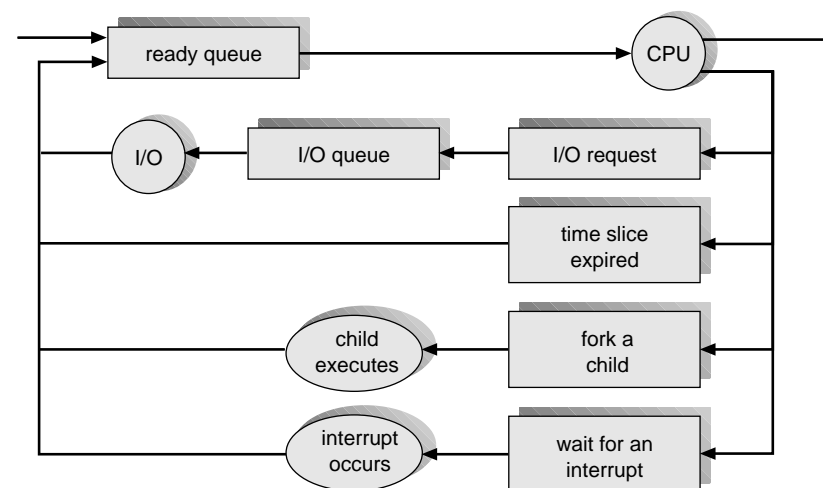 ready queue
CPU
I/O
I/O queue
I/O request
time slice
expired
child
executes
fork a
child
interrupt
occurs
wait for an
interrupt